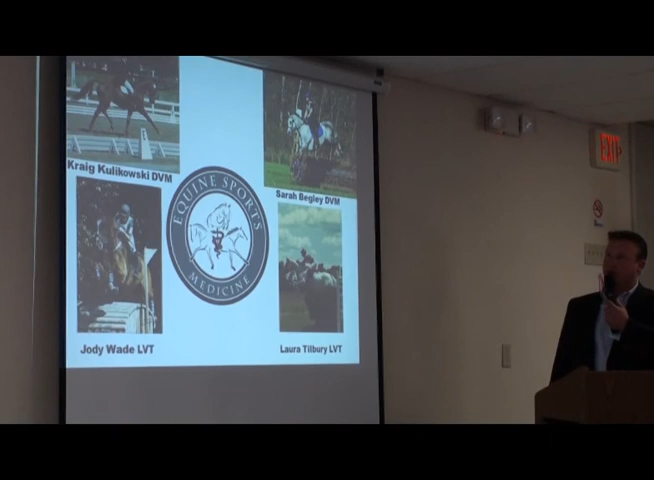 Kraig Kulikowski DVM
Sarah Begley DVM
EQUINE SPORTS
MEDICINE
Jody Wade LVT
Laura Tilbury LVT
EXIT